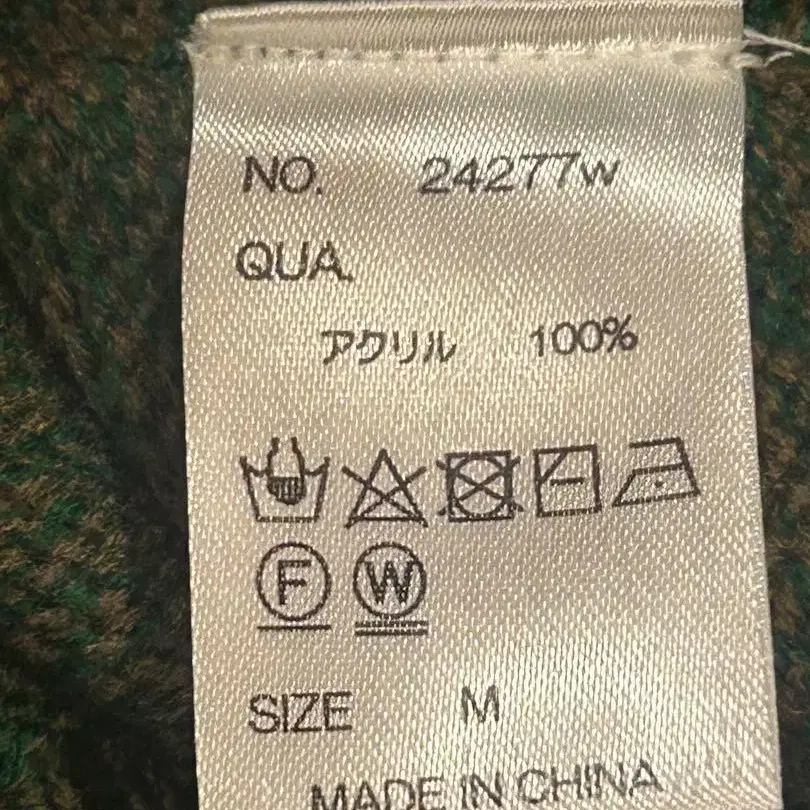 NO. 24277w
QUA.
アクリル 100%
F W
SIZE M
MADE IN CHINA